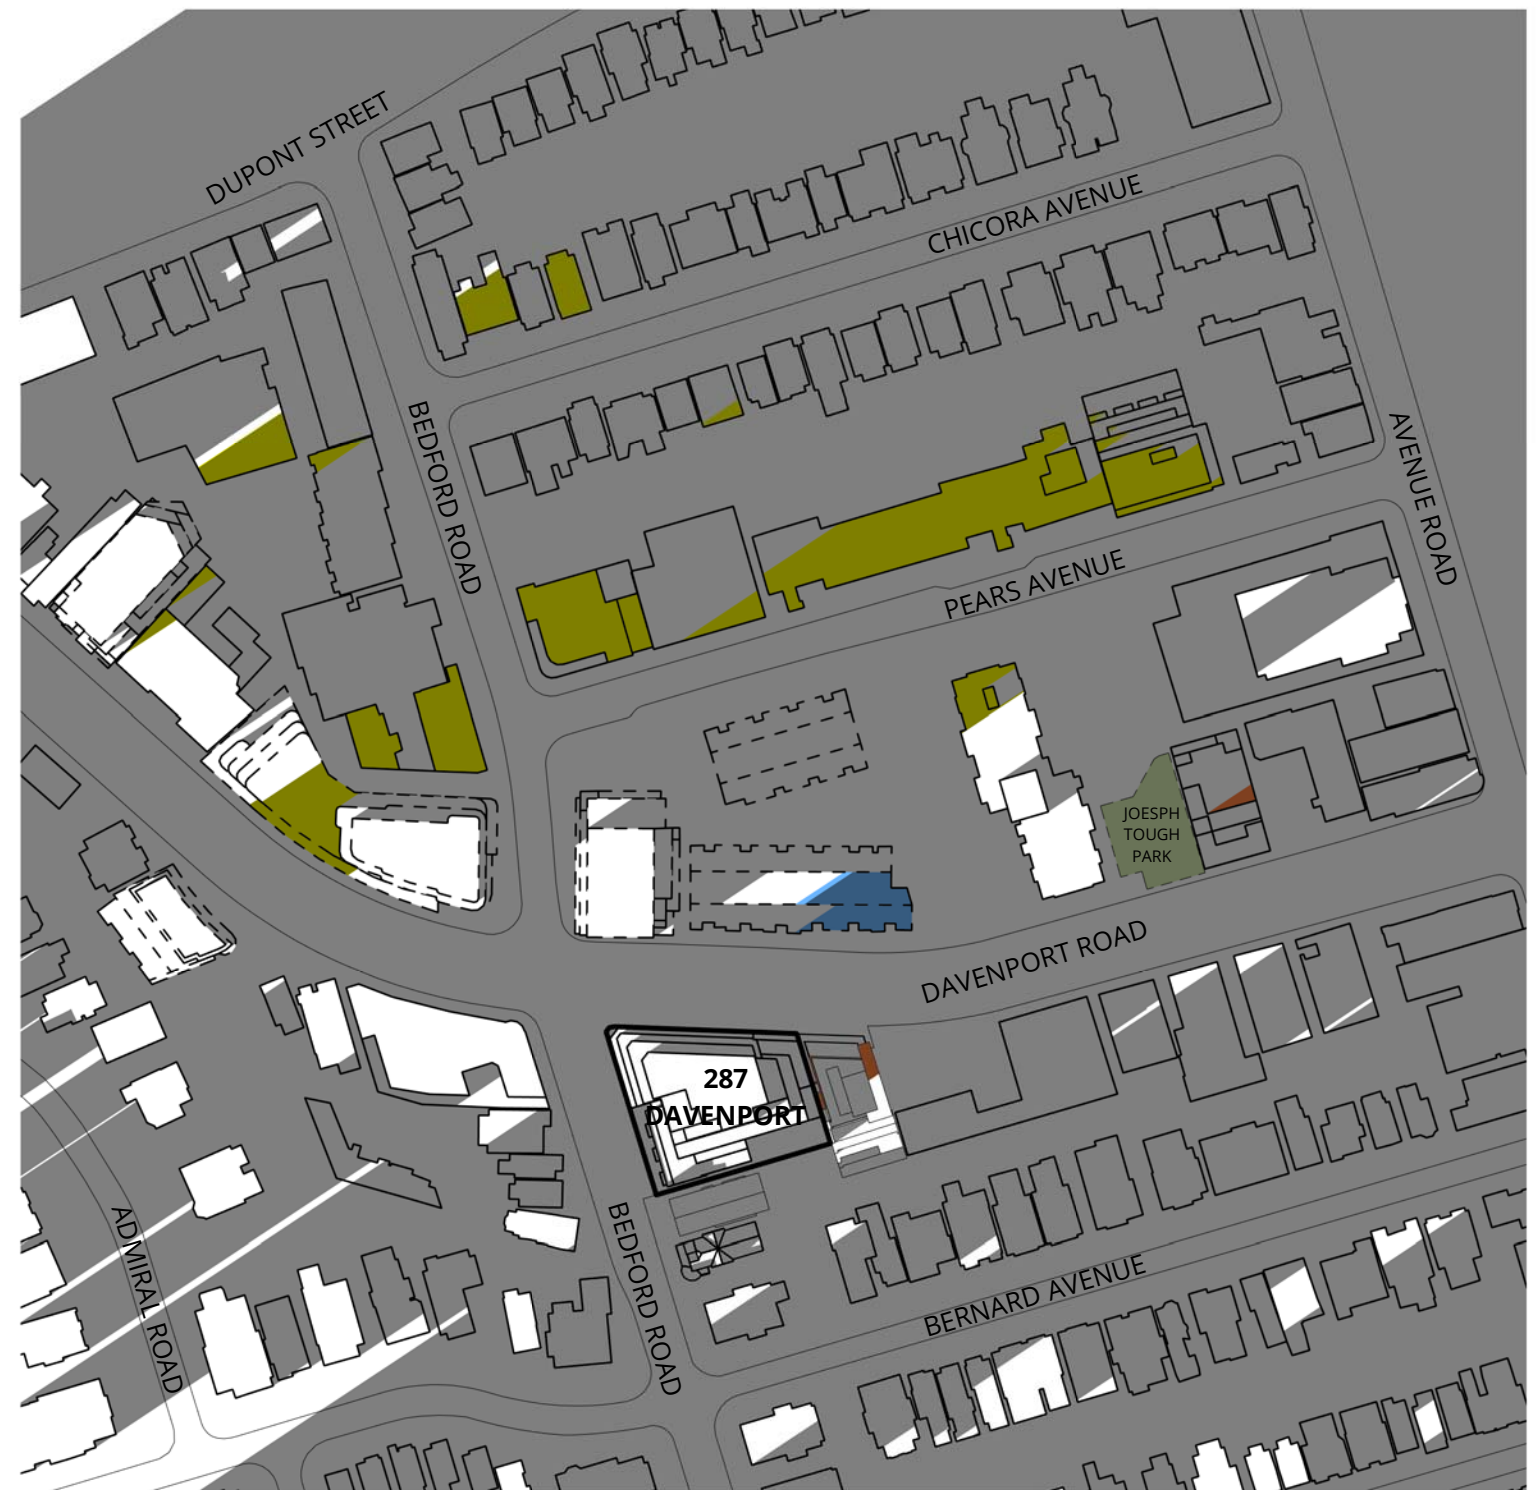 DUPONT STREET
CHICORA AVENUE
BEDFORD ROAD
AVENUE ROAD
PEARS AVENUE
JOESPH
TOUGH
PARK
DAVENPORT ROAD
287
DAVENPORT
ADMIRAL ROAD
BEDFORD ROAD
BERNARD AVENUE